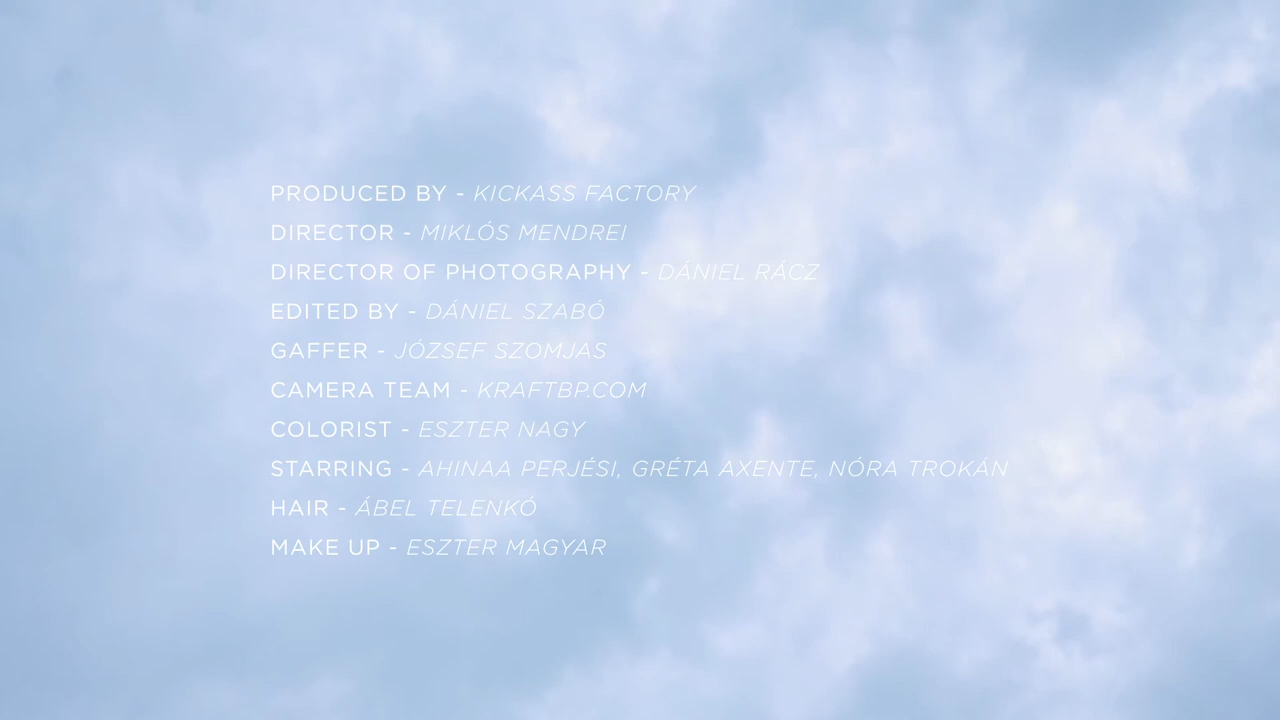 PRODUCED BY - KICKASS FACTORY
DIRECTOR - MIKLÓS MENDREI
DIRECTOR OF PHOTOGRAPHY - DÁNIEL RÁCZ
EDITED BY - DÁNIEL SZABÓ
GAFFER - JÓZSEF SZOMJAS
CAMERA TEAM - KRAFTBP.COM
COLORIST - ESZTER NAGY
STARRING - AHINAA PERJÉSI, GRÉTA AXENTE, NÓRA TROKÁN
HAIR - ÁBEL TELENKÓ
MAKE UP - ESZTER MAGYAR